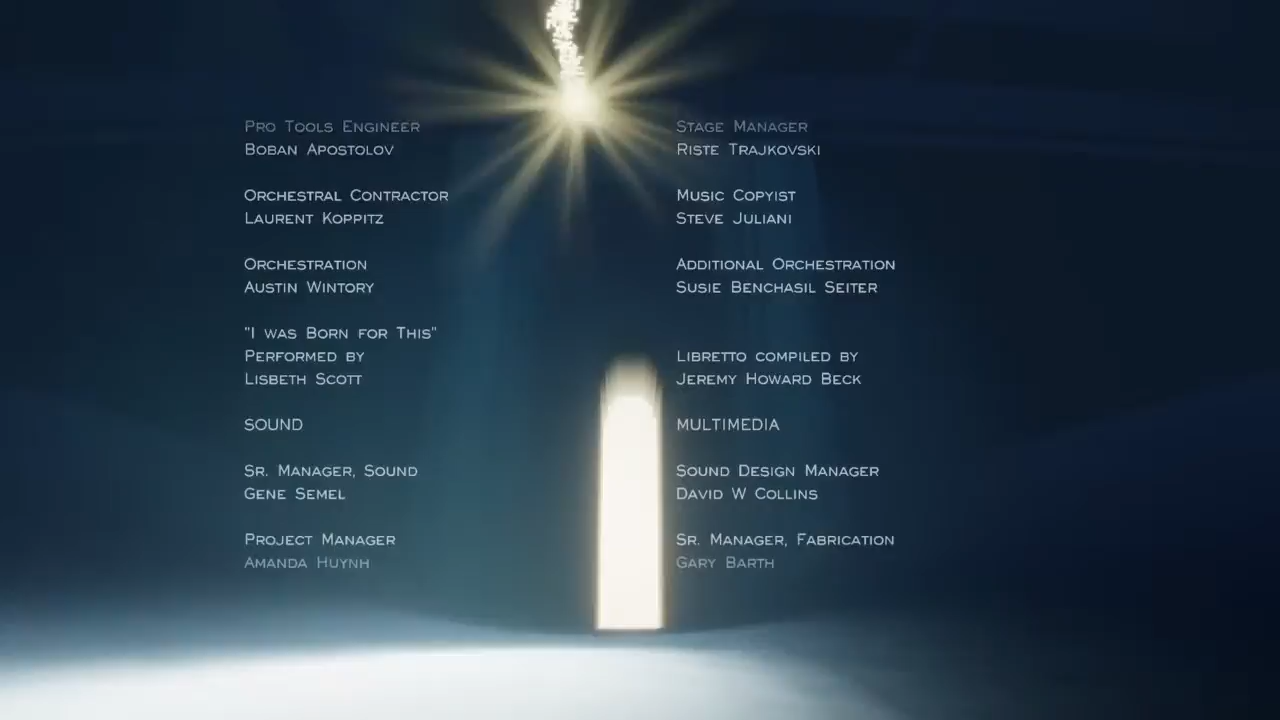 Pro Tools Engineer
Boban Apostolov
Orchestral Contractor
Laurent Koppitz
Orchestration
Austin Wintory
"I was Born for This"
Performed by
Lisbeth Scott
SOUND
Sr. Manager, Sound
Gene Semel
Project Manager
Amanda Huynh
Stage Manager
Riste Trajkovski
Music Copyist
Steve Juliani
Additional Orchestration
Susie Benchasil Seiter
Libretto compiled by
Jeremy Howard Beck
MULTIMEDIA
Sound Design Manager
David W Collins
Sr. Manager, Fabrication
Gary Barth